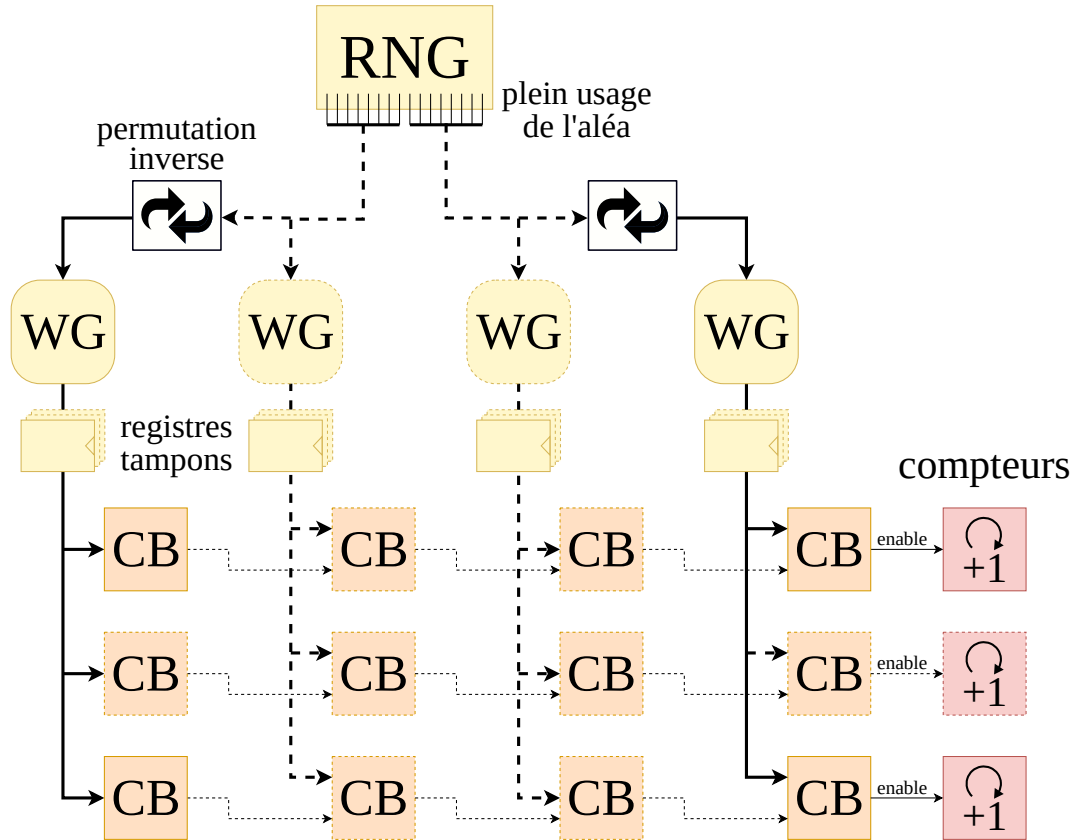 RNG
plein usage
de l'aléa
permutation
inverse
WG
WG
WG
WG
registres
tampons
compteurs
CB
CB
CB
CB
enable
+1
CB
CB
CB
CB
enable
+1
CB
CB
CB
CB
enable
+1